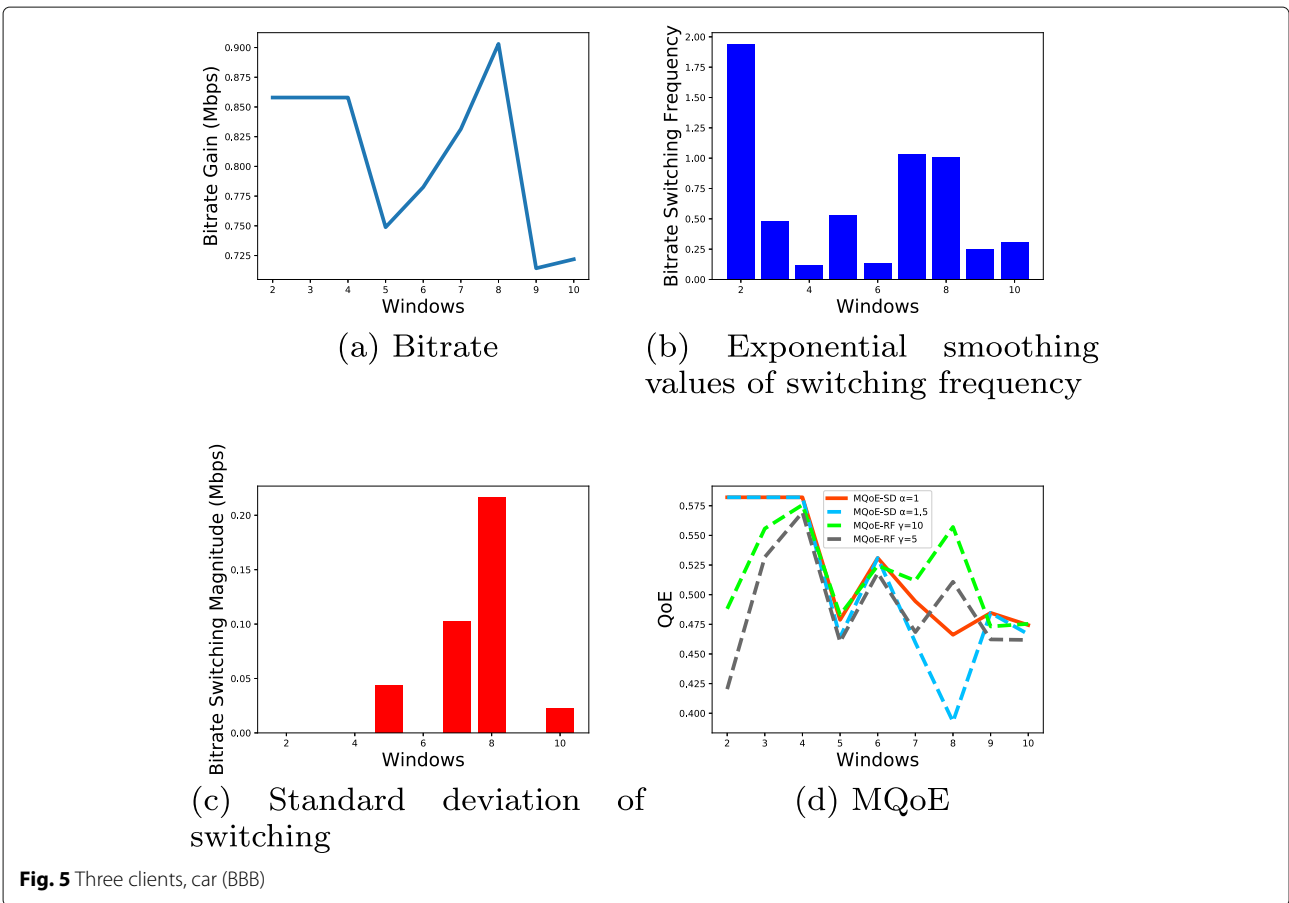 0.900
0.875
0.850
0.825
0.800
0.775
0.750
0.725
Bitrate Gain (Mbps)
2 3 4 5 6 7 8 9 10
Windows
(a) Bitrate
2.00
1.75
1.50
1.25
1.00
0.75
0.50
0.25
0.00
Bitrate Switching Frequency
2 4 6 8 10
Windows
(b) Exponential smoothing
values of switching frequency
0.20
0.15
0.10
0.05
0.00
Bitrate Switching Magnitude (Mbps)
2 4 6 8 10
Windows
(c) Standard deviation of
switching
0.575
0.550
0.525
0.500
0.475
0.450
0.425
0.400
QoE
MQoE-SD α=1
MQoE-SD α=1,5
MQoE-RF γ=10
MQoE-RF γ=5
2 3 4 5 6 7 8 9 10
Windows
(d) MQoE
Fig. 5 Three clients, car (BBB)